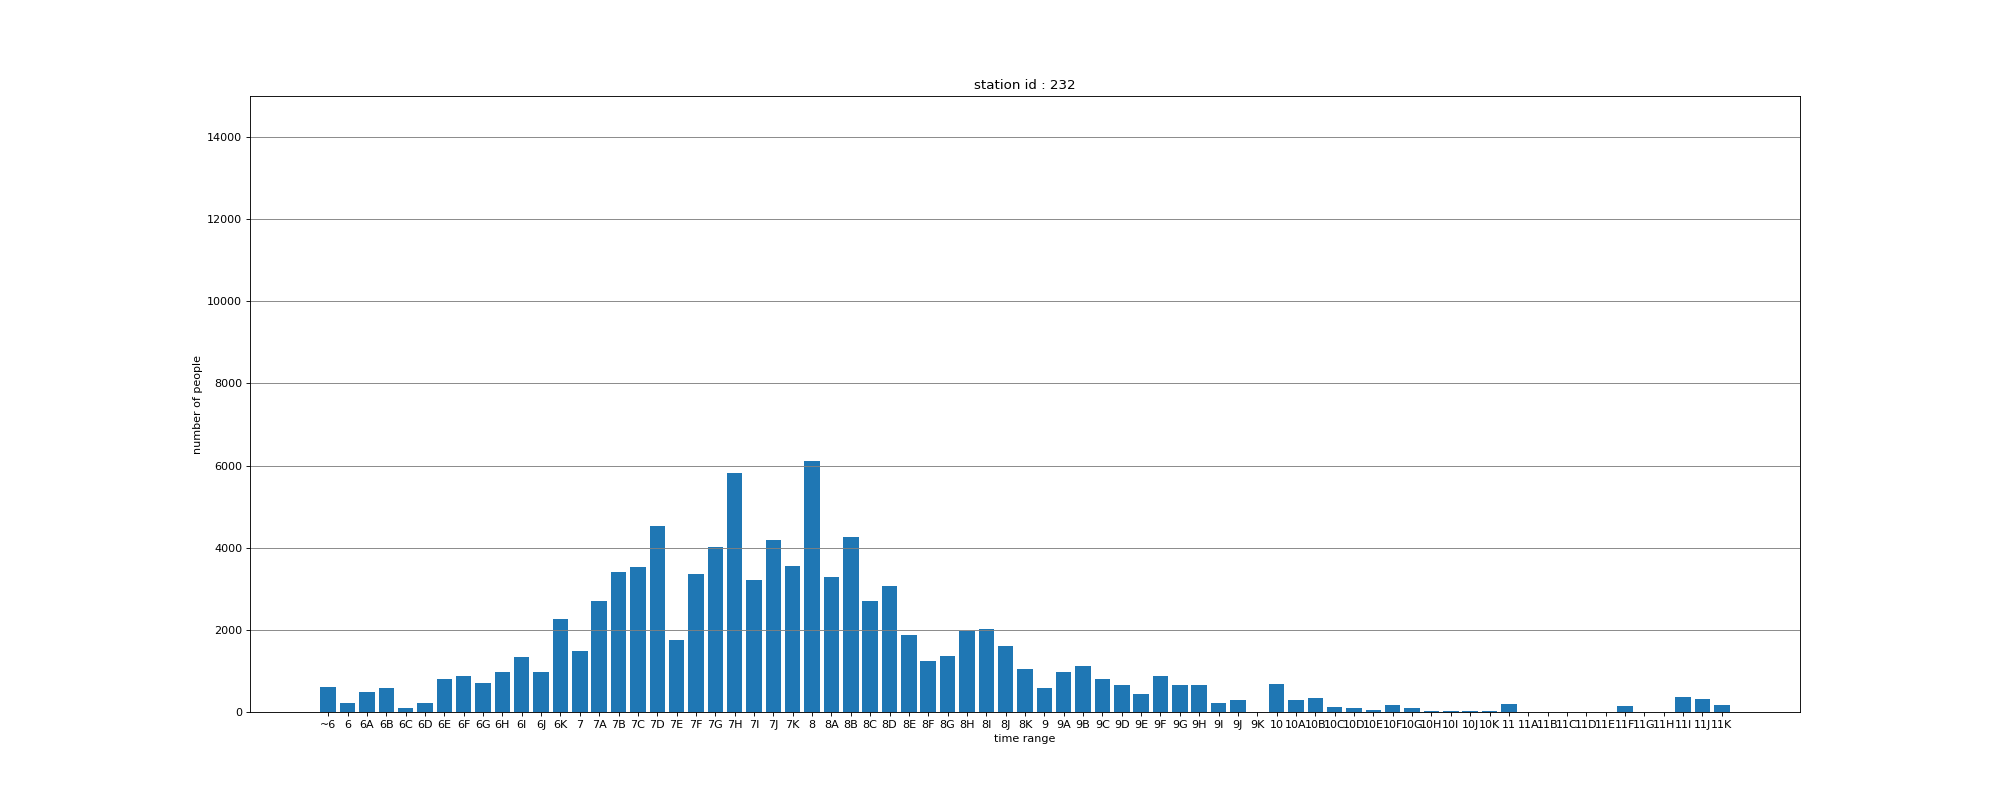 station id : 232
14000
12000
10000
8000
6000
4000
2000
0
number of people
~6 6 6A 6B 6C 6D 6E 6F 6G 6H 6I 6J 6K 7 7A 7B 7C 7D 7E 7F 7G 7H 7I 7J 7K 8 8A 8B 8C 8D 8E 8F 8G 8H 8I 8J 8K 9 9A 9B 9C 9D 9E 9F 9G 9H 9I 9J 9K 10 10A 10B 10C 10D 10E 10F 10G 10H 10I 10J 10K 11 11A 11B 11C 11D 11E 11F 11G 11H 11I 11J 11K
time range